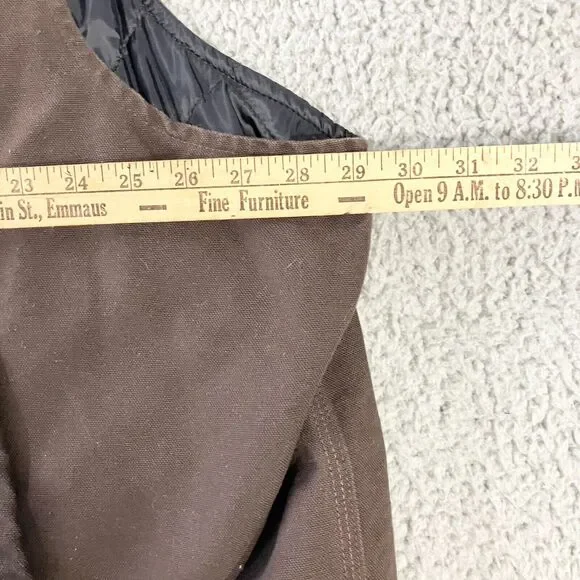 23 24 25 26 27 28 29 30 31 32 3
in St., Emmaus — Fine Furniture — Open 9 A.M. to 8:30 P.